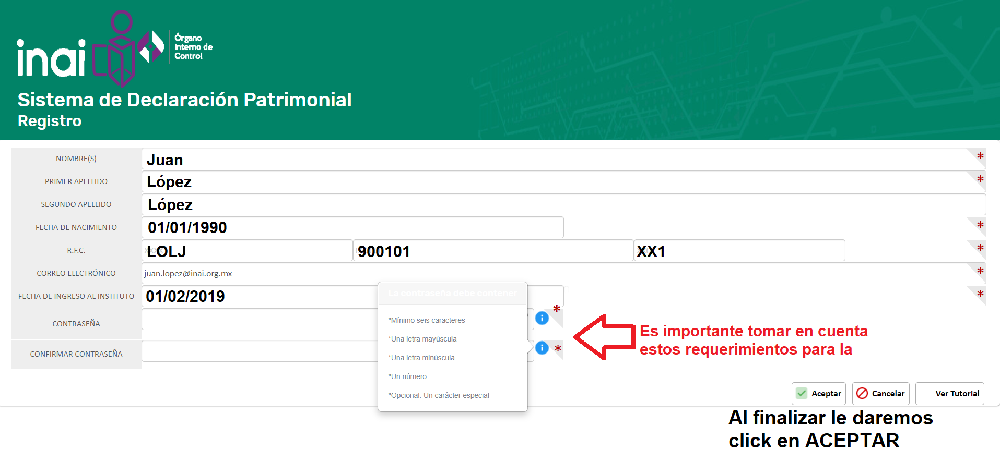 inai
Órgano
Interno de
Control
Sistema de Declaración Patrimonial
Registro
NOMBRE(S)
Juan
*
PRIMER APELLIDO
López
*
SEGUNDO APELLIDO
López
FECHA DE NACIMIENTO
01/01/1990
*
R.F.C.
LOLJ
900101
XX1
*
CORREO ELECTRÓNICO
juan.lopez@inai.org.mx
*
FECHA DE INGRESO AL INSTITUTO
01/02/2019
*
CONTRASEÑA
i
*
CONFIRMAR CONTRASEÑA
i
*
La contraseña debe contener
*Mínimo seis caracteres
*Una letra mayúscula
*Una letra minúscula
*Un número
*Opcional: Un carácter especial
Es importante tomar en cuenta
estos requerimientos para la
Aceptar
Cancelar
Ver Tutorial
Al finalizar le daremos
click en ACEPTAR